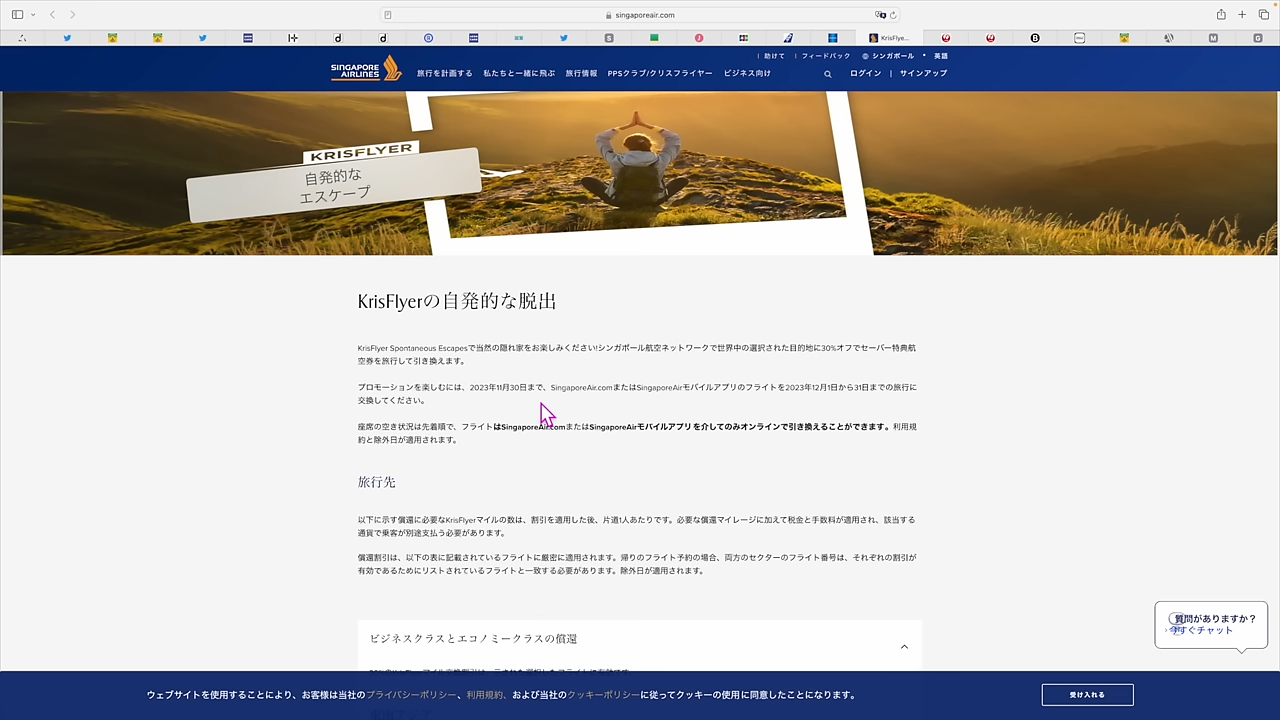 singaporeair.com
KrisFlye...
助けて
フィードバック
シンガポール
英語
SINGAPORE
AIRLINES
旅行を計画する 私たちと一緒に飛ぶ 旅行情報 PPSクラブ/クリスフライヤー ビジネス向け
ログイン | サインアップ
KRISFLYER
自発的な
エスケープ
KrisFlyerの自発的な脱出
KrisFlyer Spontaneous Escapesで当然の隠れ家をお楽しみください!シンガポール航空ネットワークで世界中の選択された目的地に30%オフでセーバー特典航
空券を旅行して引き換えます。
プロモーションを楽しむには、2023年11月30日まで、SingaporeAir.comまたはSingaporeAirモバイルアプリのフライトを2023年12月1日から31日までの旅行に
交換してください。
座席の空き状況は先着順で、フライトはSingaporeAir.comまたはSingaporeAirモバイルアプリを介してのみオンラインで引き換えることができます。利用規
約と除外日が適用されます。
旅行先
以下に示す償還に必要なKrisFlyerマイルの数は、割引を適用した後、片道1人あたりです。必要な償還マイレージに加えて税金と手数料が適用され、該当する
通貨で乗客が別途支払う必要があります。
償還割引は、以下の表に記載されているフライトに厳密に適用されます。帰りのフライト予約の場合、両方のセクターのフライト番号は、それぞれの割引が
有効であるためにリストされているフライトと一致する必要があります。除外日が適用されます。
ビジネスクラスとエコノミークラスの償還
質問がありますか?
今すぐチャット
ウェブサイトを使用することにより、お客様は当社のプライバシーポリシー、利用規約、および当社のクッキーポリシーに従ってクッキーの使用に同意したことになります。
受け入れる